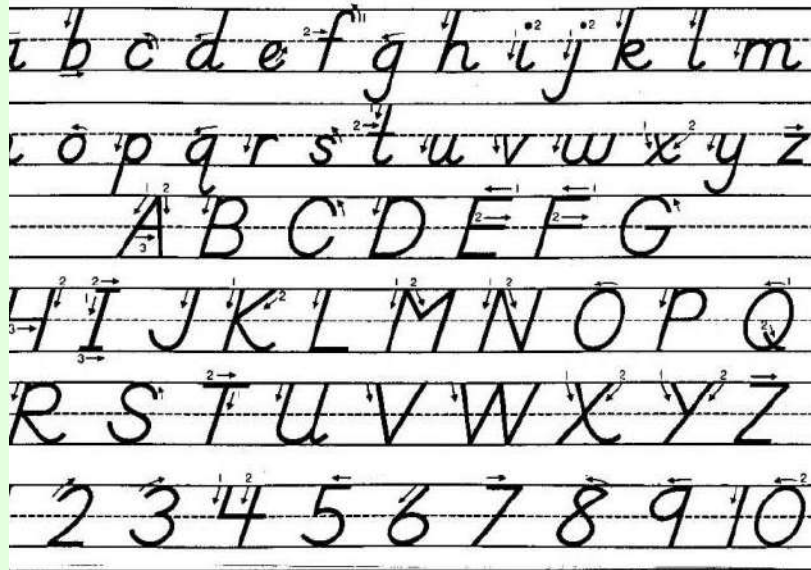 b c d e f g h i j k l m
o p q r s t u v w x y z
A B C D E F G
H I J K L M N O P Q
R S T U V W X Y Z
2 3 4 5 6 7 8 9 10